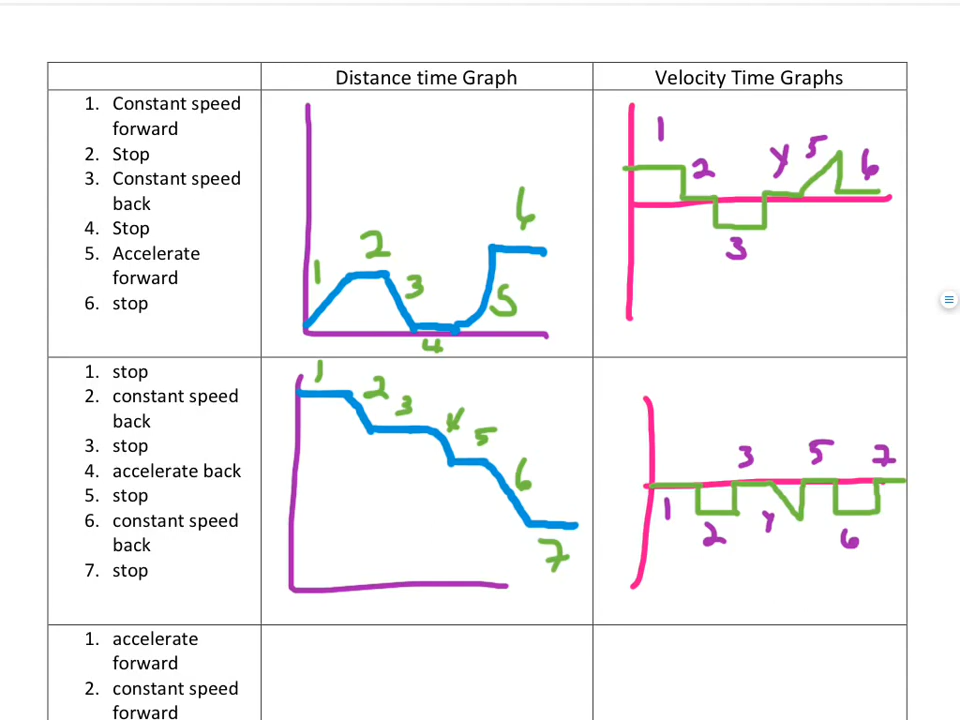 Distance time Graph
Velocity Time Graphs
1. Constant speed
forward
2. Stop
3. Constant speed
back
4. Stop
5. Accelerate
forward
6. stop
1
2
3
4
5
6
1
2
3
4
5
6
1. stop
2. constant speed
back
3. stop
4. accelerate back
5. stop
6. constant speed
back
7. stop
1
2
3
4
5
6
7
1
2
3
4
5
6
7
1. accelerate
forward
2. constant speed
forward